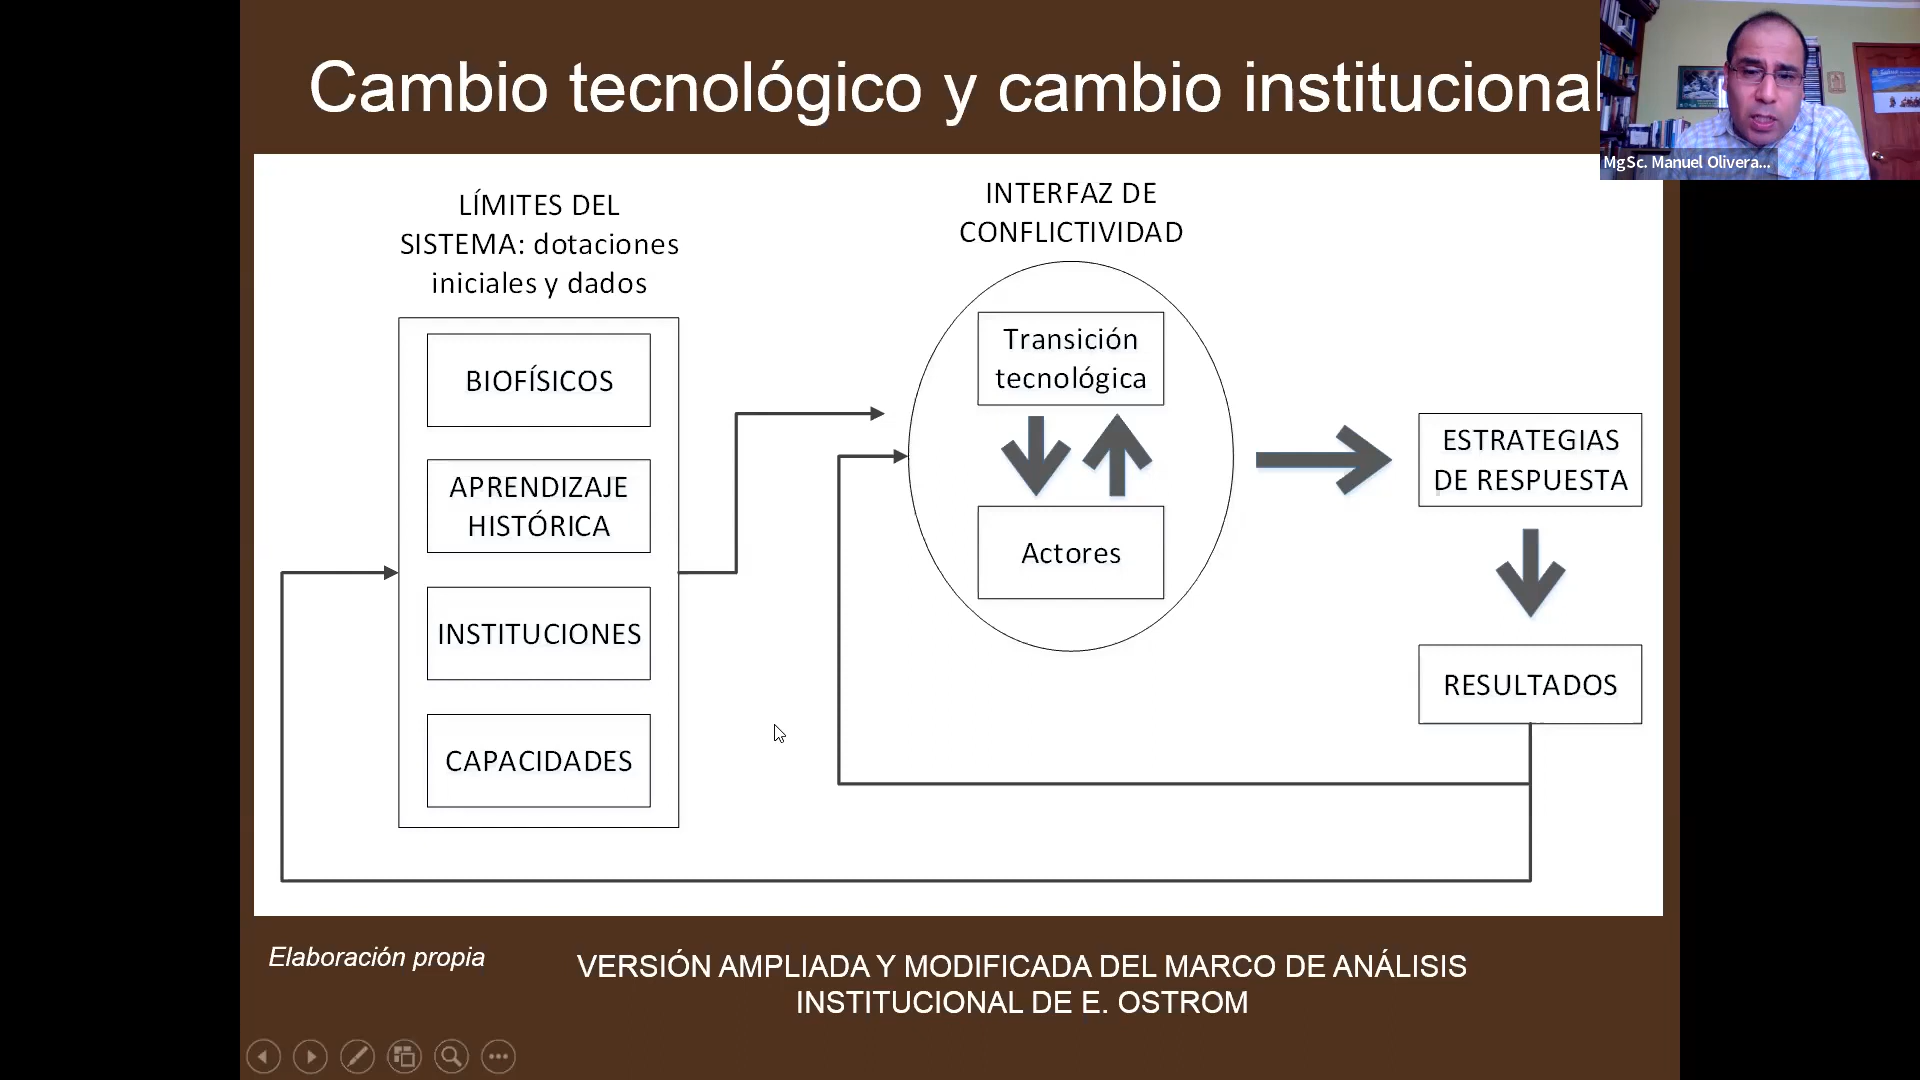 Cambio tecnológico y cambio institucional
MgSc. Manuel Olivera...
LÍMITES DEL
SISTEMA: dotaciones
iniciales y dados
BIOFÍSICOS
APRENDIZAJE
HISTÓRICA
INSTITUCIONES
CAPACIDADES
INTERFAZ DE
CONFLICTIVIDAD
Transición
tecnológica
Actores
ESTRATEGIAS
DE RESPUESTA
RESULTADOS
Elaboración propia
VERSIÓN AMPLIADA Y MODIFICADA DEL MARCO DE ANÁLISIS
INSTITUCIONAL DE E. OSTROM